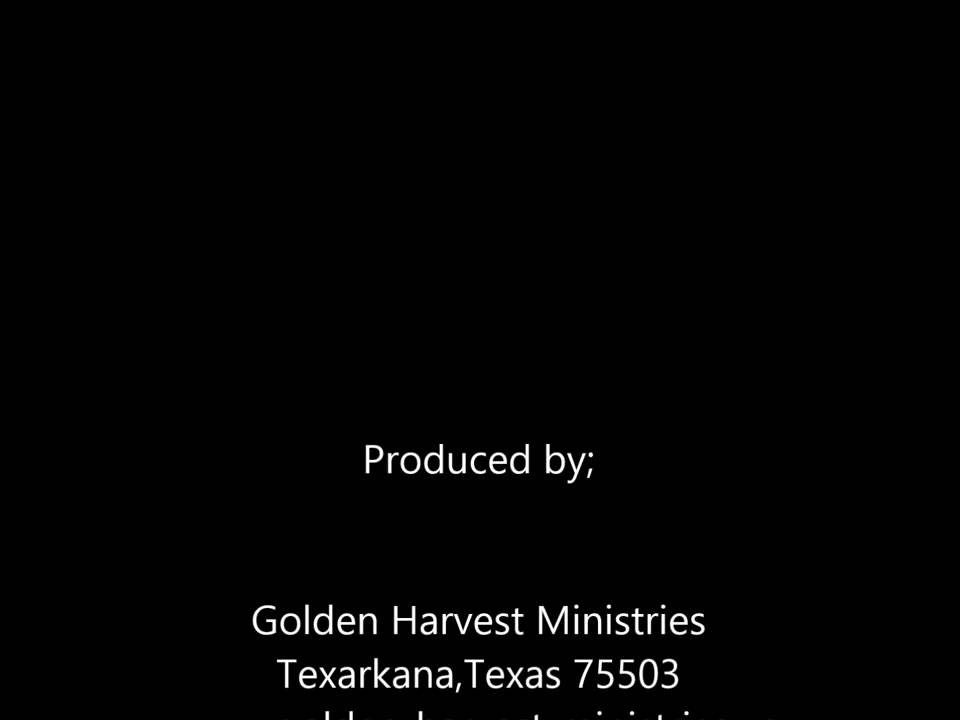 Produced by;
Golden Harvest Ministries
Texarkana,Texas 75503